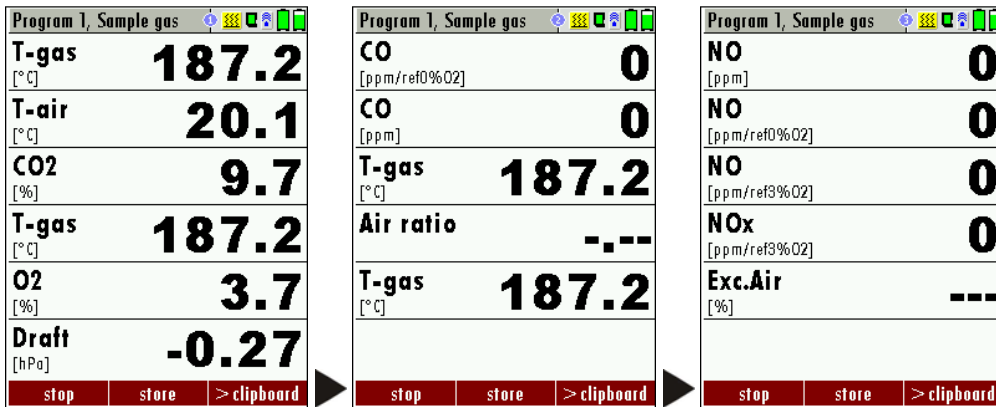 Program 1, Sample gas 1
T-gas 187.2
[°C]
T-air 20.1
[°C]
CO2 9.7
[%]
T-gas 187.2
[°C]
O2 3.7
[%]
Draft -0.27
[hPa]
stop store >clipboard
Program 1, Sample gas 2
CO 0
[ppm/ref0%O2]
CO 0
[ppm]
T-gas 187.2
[°C]
Air ratio -.--
T-gas 187.2
[°C]
stop store >clipboard
Program 1, Sample gas 3
NO 0
[ppm]
NO 0
[ppm/ref0%O2]
NO 0
[ppm/ref3%O2]
NOx 0
[ppm/ref3%O2]
Exc.Air ---
[%]
stop store >clipboard